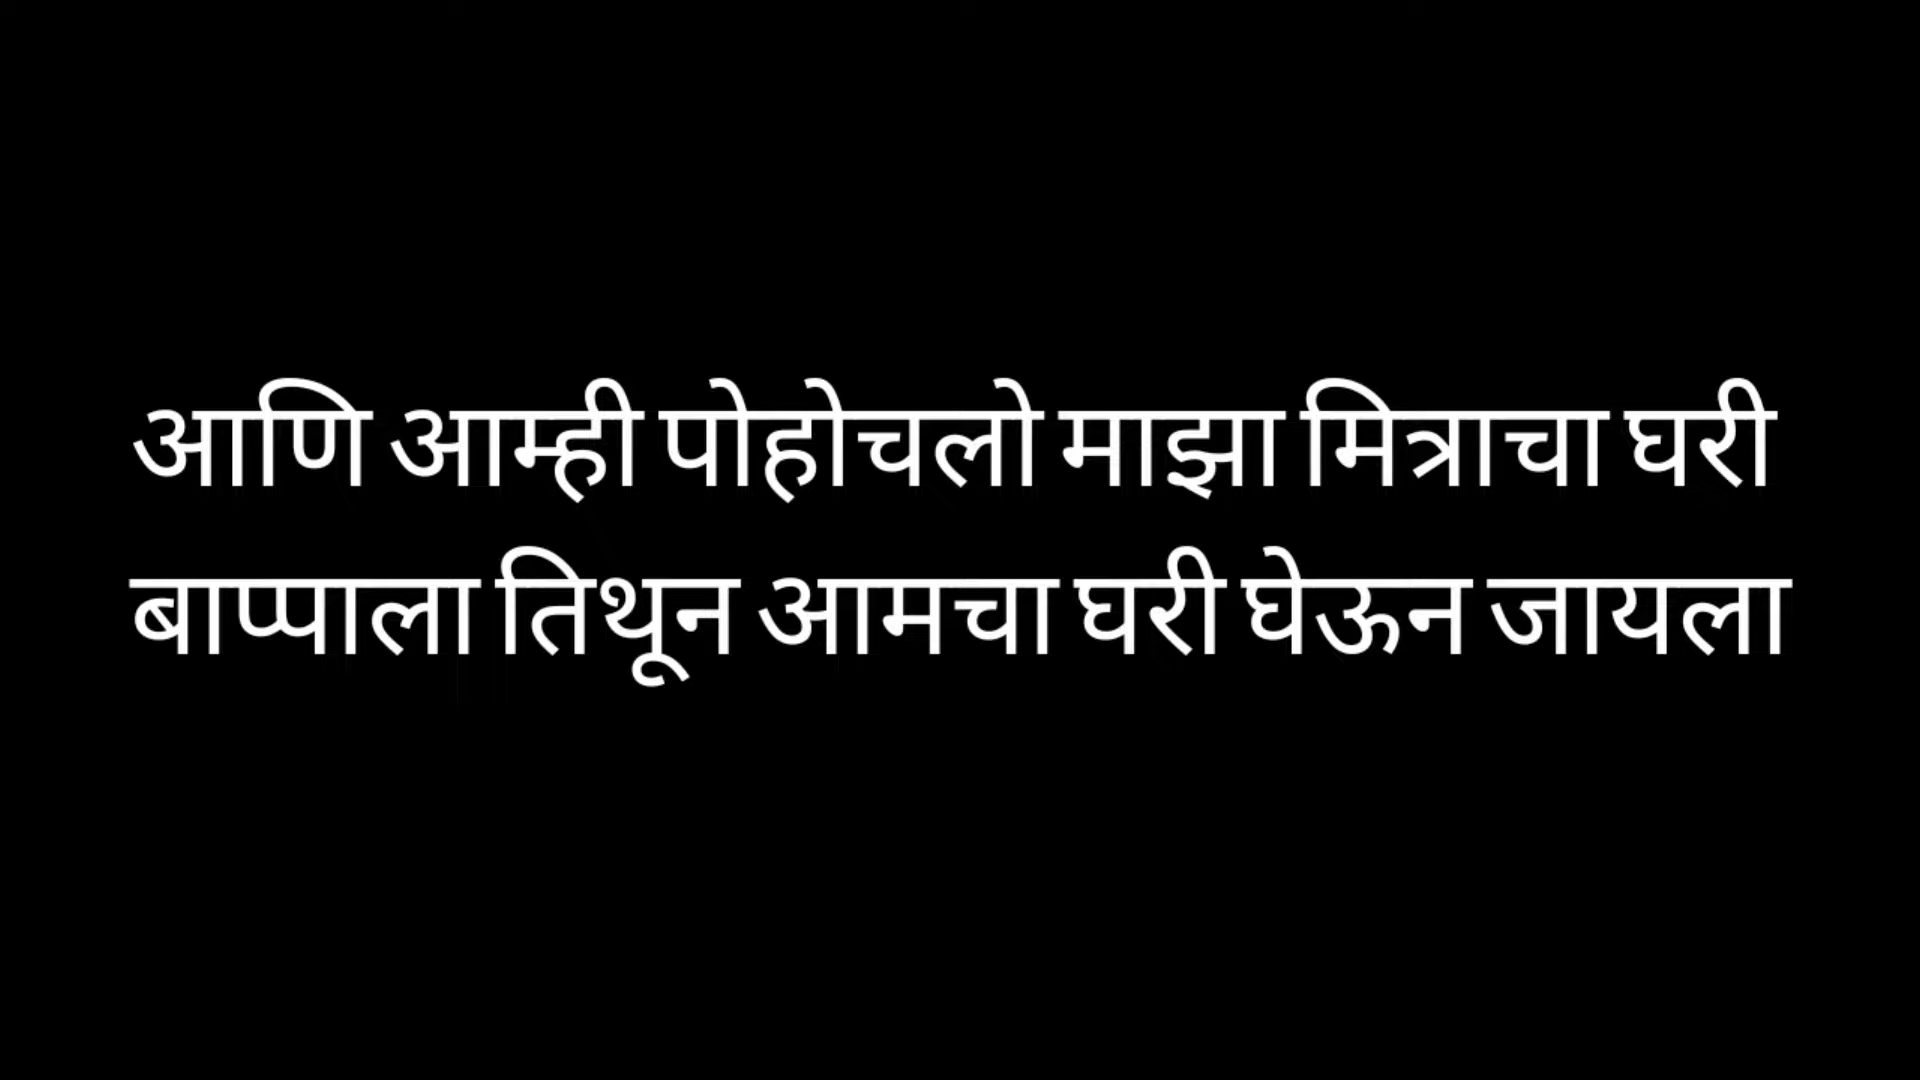 आणि आम्ही पोहोचलो माझा मित्राचा घरी
बाप्पाला तिथून आमचा घरी घेऊन जायला